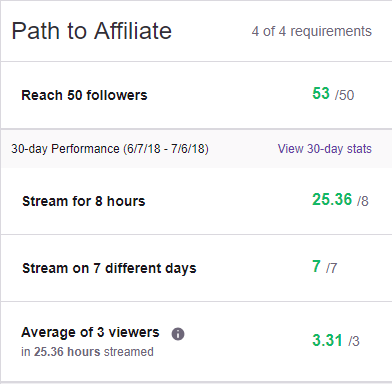 Path to Affiliate 4 of 4 requirements
Reach 50 followers 53 /50
30-day Performance (6/7/18 - 7/6/18) View 30-day stats
Stream for 8 hours 25.36 /8
Stream on 7 different days 7 /7
Average of 3 viewers 3.31 /3
in 25.36 hours streamed